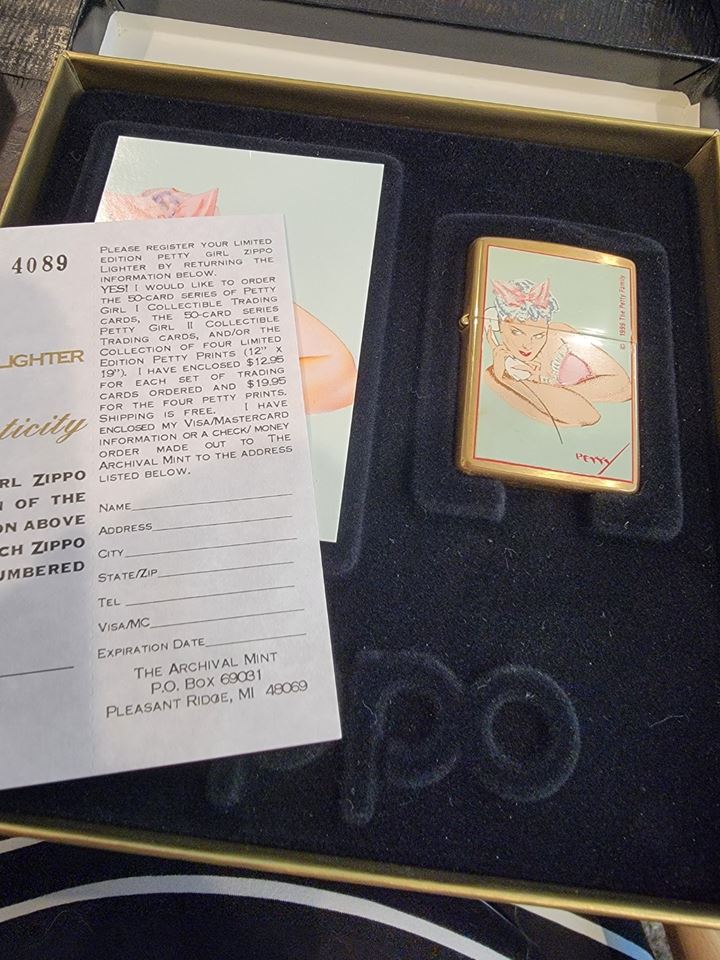 4089
LIGHTER
ticity
RL ZIPPO
OF THE
ON ABOVE
CH ZIPPO
UMBERED
PLEASE REGISTER YOUR LIMITED
EDITION PETTY GIRL ZIPPO
LIGHTER BY RETURNING THE
INFORMATION BELOW.
YES! I WOULD LIKE TO ORDER
THE 50-CARD SERIES OF PETTY
GIRL I COLLECTIBLE TRADING
CARDS, THE 50-CARD SERIES
PETTY GIRL II COLLECTIBLE
TRADING CARDS, AND/OR THE
COLLECTION OF FOUR LIMITED
EDITION PETTY PRINTS (12" X
19"). I HAVE ENCLOSED $12.95
FOR EACH SET OF TRADING
CARDS ORDERED AND $19.95
FOR THE FOUR PETTY PRINTS.
SHIPPING IS FREE. I HAVE
ENCLOSED MY VISA/MASTERCARD
INFORMATION OR A CHECK/ MONEY
ORDER MADE OUT TO THE
ARCHIVAL MINT TO THE ADDRESS
LISTED BELOW.
NAME
ADDRESS
CITY
STATE/ZIP
TEL
VISA/MC
EXPIRATION DATE
THE ARCHIVAL MINT
P.O. BOX 69031
PLEASANT RIDGE, MI 48069
© 1995 The Petty Family
PETTY
ppo